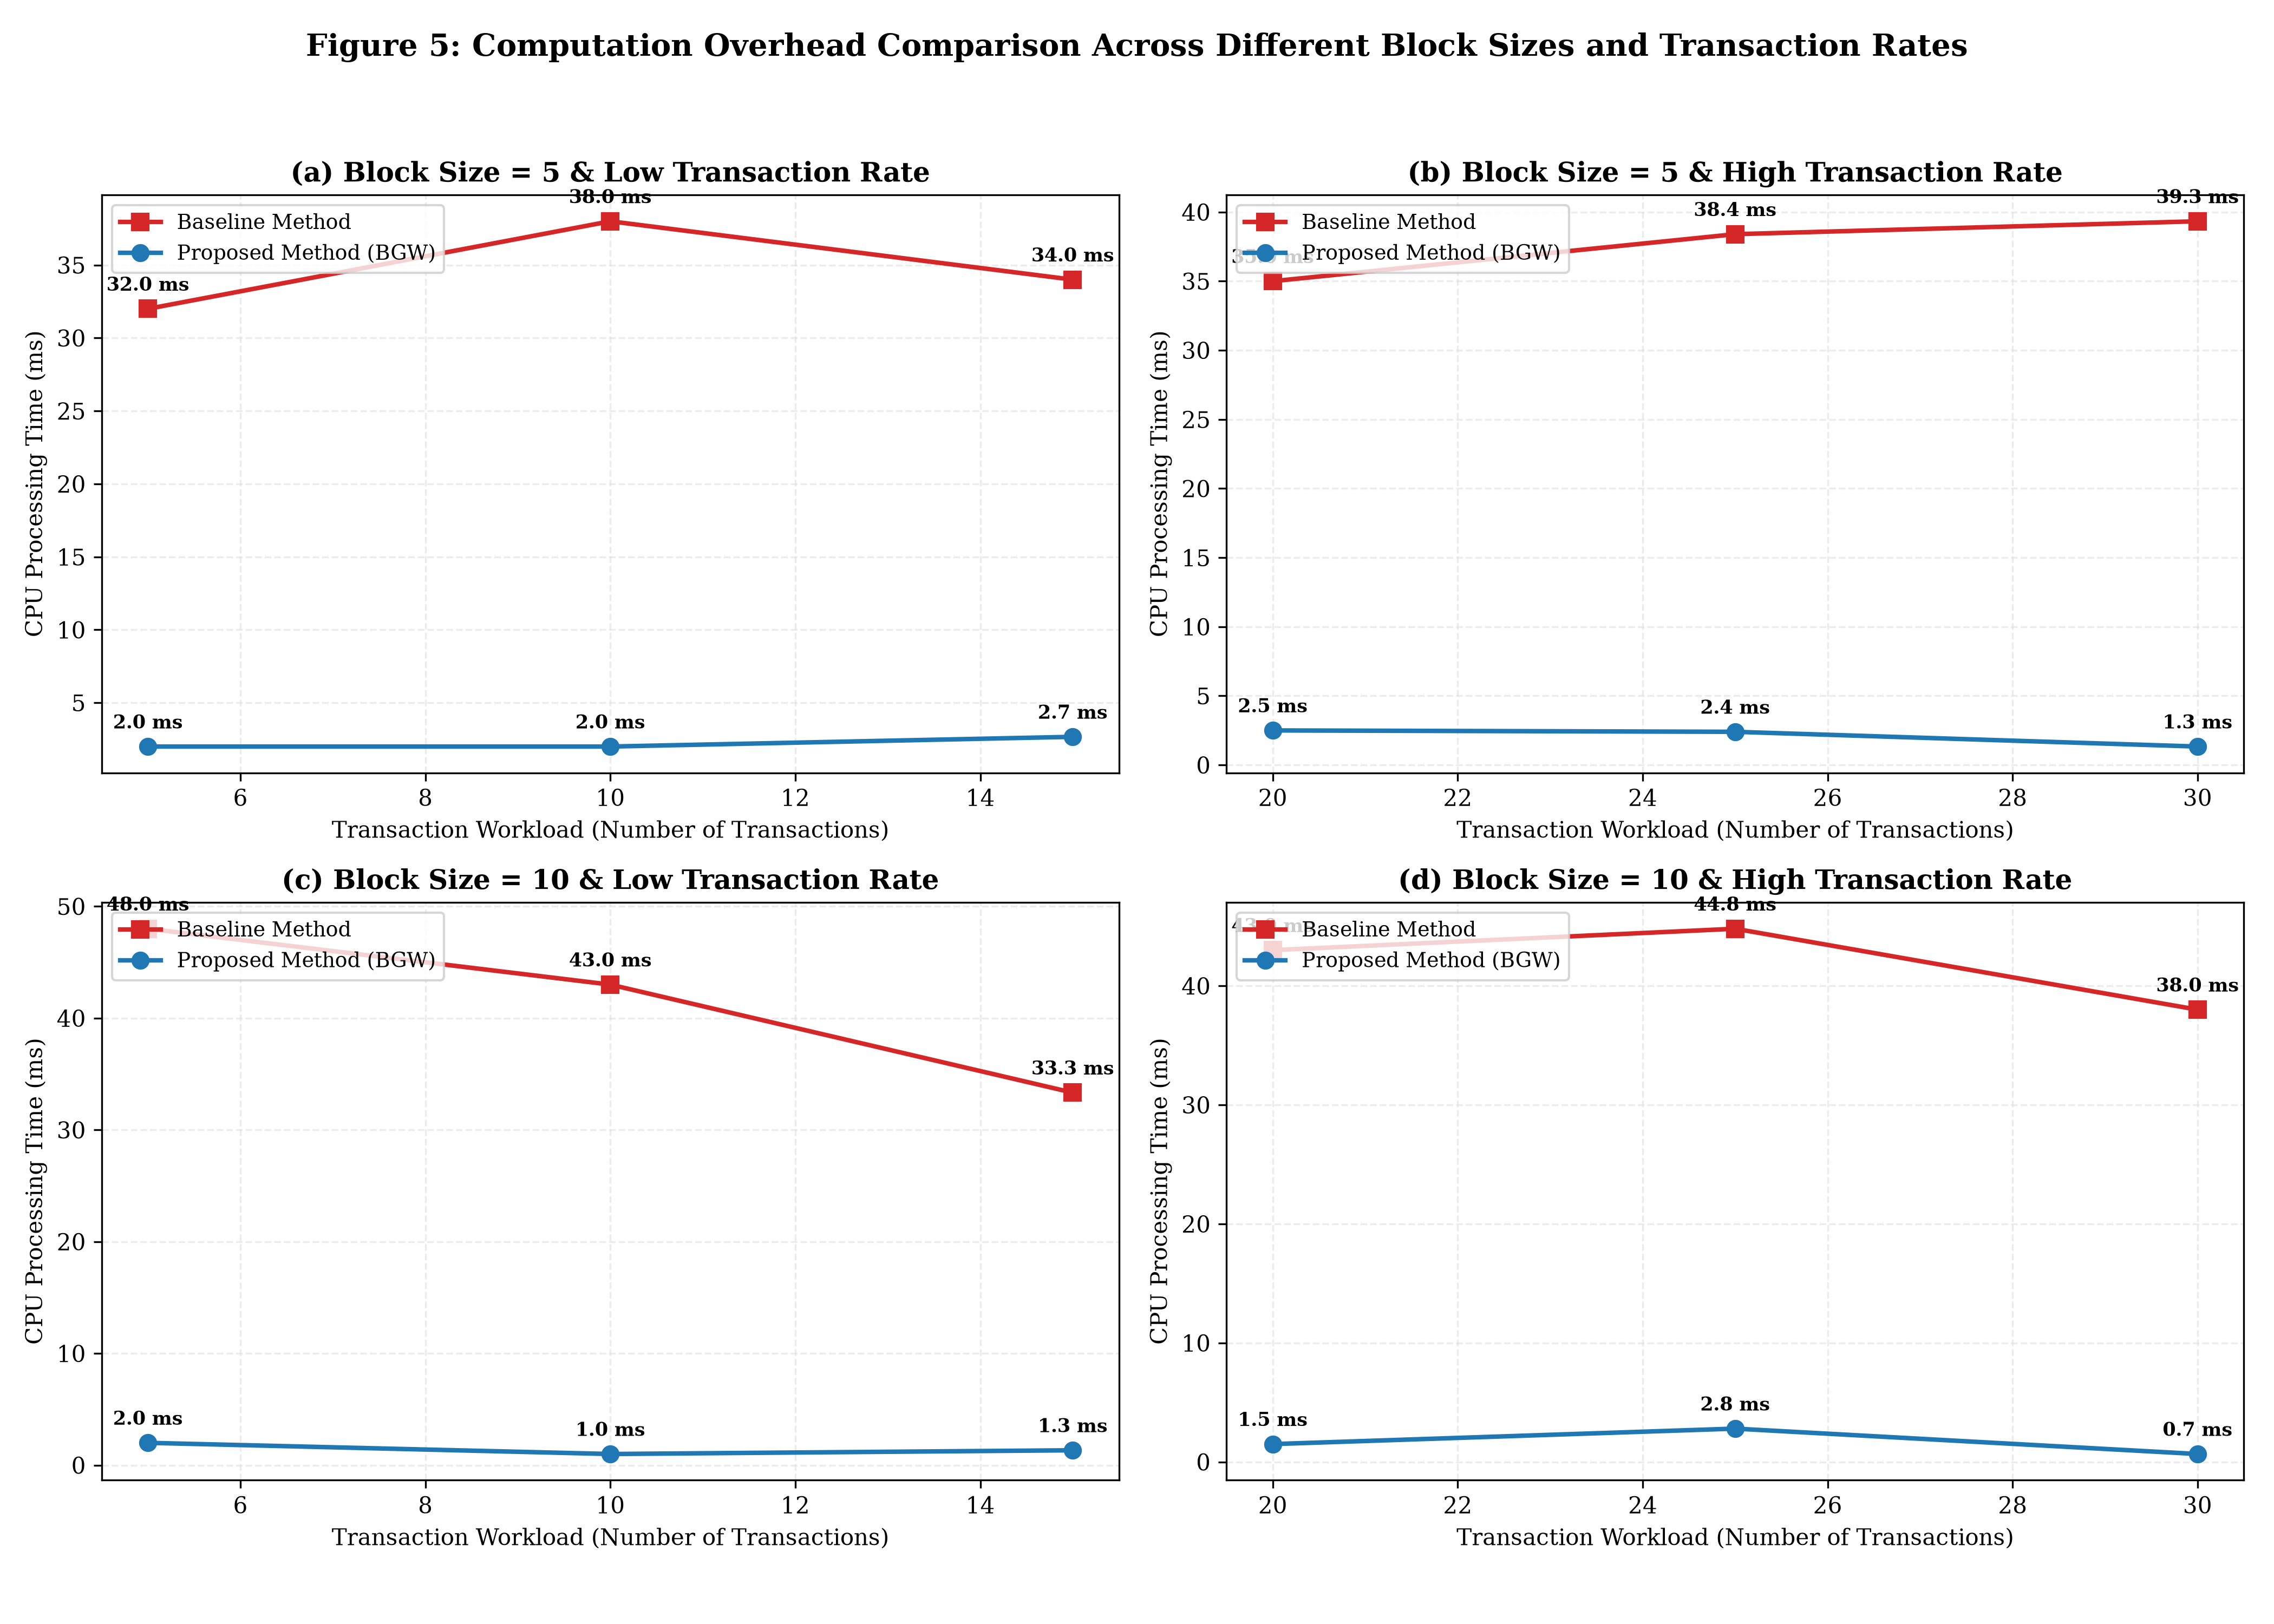 Figure 5: Computation Overhead Comparison Across Different Block Sizes and Transaction Rates
(a) Block Size = 5 & Low Transaction Rate
CPU Processing Time (ms)
35
30
25
20
15
10
5
Baseline Method
Proposed Method (BGW)
32.0 ms
38.0 ms
34.0 ms
2.0 ms
2.0 ms
2.7 ms
6
8
10
12
14
Transaction Workload (Number of Transactions)
(b) Block Size = 5 & High Transaction Rate
CPU Processing Time (ms)
40
35
30
25
20
15
10
5
0
Baseline Method
Proposed Method (BGW)
38.4 ms
39.3 ms
2.5 ms
2.4 ms
1.3 ms
20
22
24
26
28
30
Transaction Workload (Number of Transactions)
(c) Block Size = 10 & Low Transaction Rate
CPU Processing Time (ms)
50
40
30
20
10
0
48.0 ms
Baseline Method
Proposed Method (BGW)
43.0 ms
33.3 ms
2.0 ms
1.0 ms
1.3 ms
6
8
10
12
14
Transaction Workload (Number of Transactions)
(d) Block Size = 10 & High Transaction Rate
CPU Processing Time (ms)
40
30
20
10
0
Baseline Method
Proposed Method (BGW)
44.8 ms
38.0 ms
1.5 ms
2.8 ms
0.7 ms
20
22
24
26
28
30
Transaction Workload (Number of Transactions)